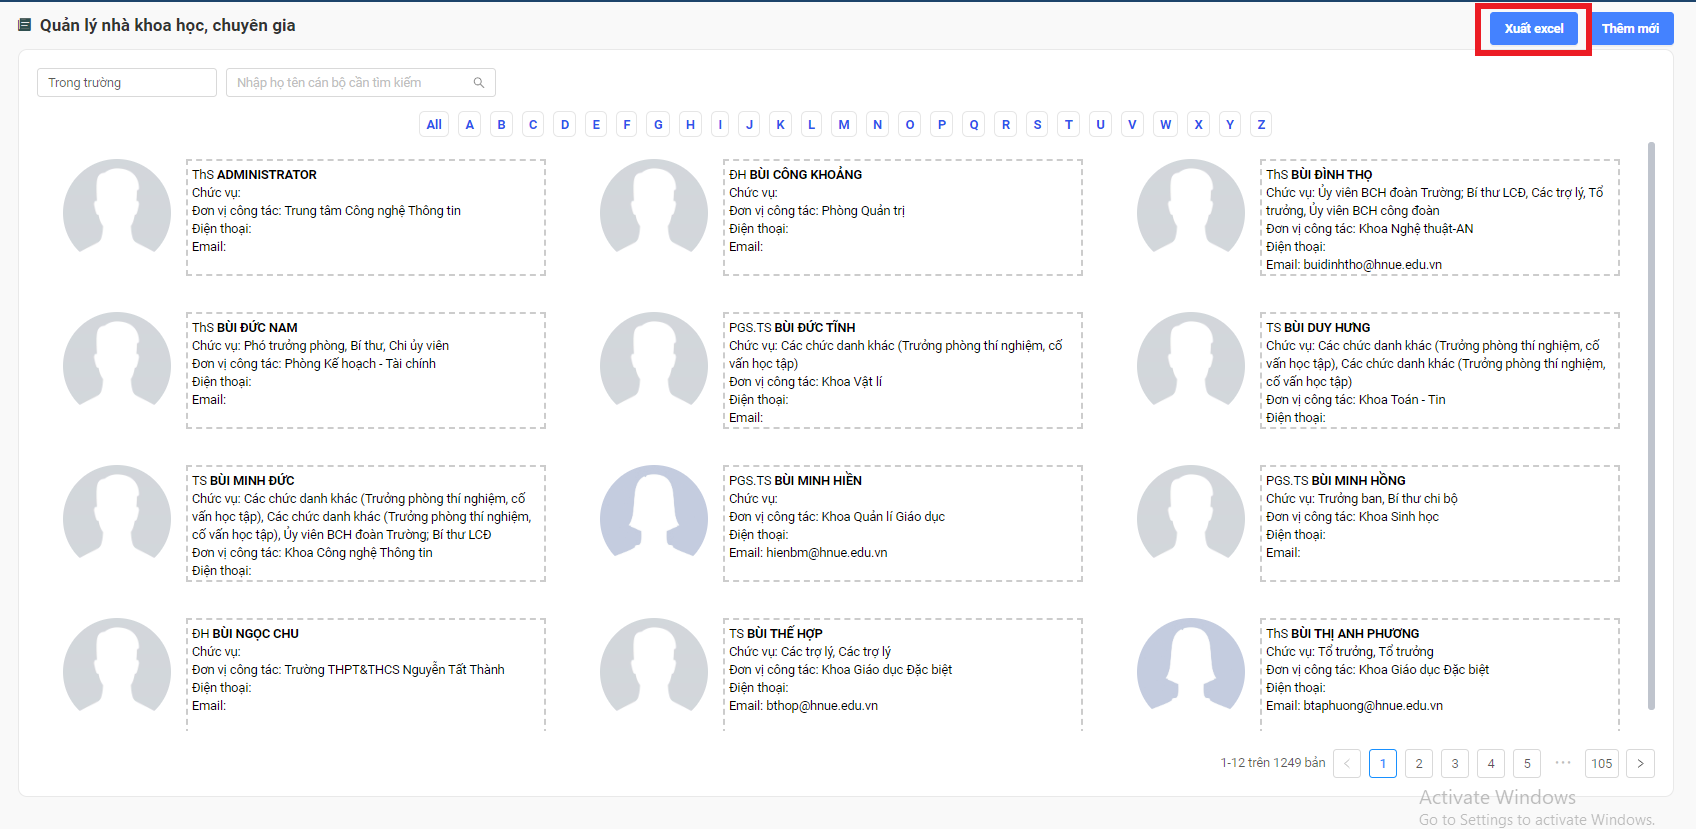 Quản lý nhà khoa học, chuyên gia
Xuất excel
Thêm mới
Trong trường
Nhập họ tên cán bộ cần tìm kiếm
All A B C D E F G H I J K L M N O P Q R S T U V W X Y Z
ThS ADMINISTRATOR
Chức vụ:
Đơn vị công tác: Trung tâm Công nghệ Thông tin
Điện thoại:
Email:
ĐH BÙI CÔNG KHOẢNG
Chức vụ:
Đơn vị công tác: Phòng Quản trị
Điện thoại:
Email:
ThS BÙI ĐÌNH THỌ
Chức vụ: Ủy viên BCH đoàn Trường; Bí thư LCĐ, Các trợ lý, Tổ
trưởng, Ủy viên BCH công đoàn
Đơn vị công tác: Khoa Nghệ thuật-AN
Điện thoại:
Email: buidinhtho@hnue.edu.vn
ThS BÙI ĐỨC NAM
Chức vụ: Phó trưởng phòng, Bí thư, Chi ủy viên
Đơn vị công tác: Phòng Kế hoạch - Tài chính
Điện thoại:
Email:
PGS.TS BÙI ĐỨC TĨNH
Chức vụ: Các chức danh khác (Trưởng phòng thí nghiệm, cố
vấn học tập)
Đơn vị công tác: Khoa Vật lí
Điện thoại:
Email:
TS BÙI DUY HƯNG
Chức vụ: Các chức danh khác (Trưởng phòng thí nghiệm, cố
vấn học tập), Các chức danh khác (Trưởng phòng thí nghiệm,
cố vấn học tập)
Đơn vị công tác: Khoa Toán - Tin
Điện thoại:
TS BÙI MINH ĐỨC
Chức vụ: Các chức danh khác (Trưởng phòng thí nghiệm, cố
vấn học tập), Các chức danh khác (Trưởng phòng thí nghiệm,
cố vấn học tập), Ủy viên BCH đoàn Trường; Bí thư LCĐ
Đơn vị công tác: Khoa Công nghệ Thông tin
Điện thoại:
PGS.TS BÙI MINH HIỀN
Chức vụ:
Đơn vị công tác: Khoa Quản lí Giáo dục
Điện thoại:
Email: hienbm@hnue.edu.vn
PGS.TS BÙI MINH HỒNG
Chức vụ: Trưởng ban, Bí thư chi bộ
Đơn vị công tác: Khoa Sinh học
Điện thoại:
Email:
ĐH BÙI NGỌC CHU
Chức vụ:
Đơn vị công tác: Trường THPT&THCS Nguyễn Tất Thành
Điện thoại:
Email:
TS BÙI THẾ HỢP
Chức vụ: Các trợ lý, Các trợ lý
Đơn vị công tác: Khoa Giáo dục Đặc biệt
Điện thoại:
Email: bthop@hnue.edu.vn
ThS BÙI THỊ ANH PHƯƠNG
Chức vụ: Tổ trưởng, Tổ trưởng
Đơn vị công tác: Khoa Giáo dục Đặc biệt
Điện thoại:
Email: btaphuong@hnue.edu.vn
1-12 trên 1249 bản < 1 2 3 4 5 ••• 105 >
Activate Windows
Go to Settings to activate Windows.